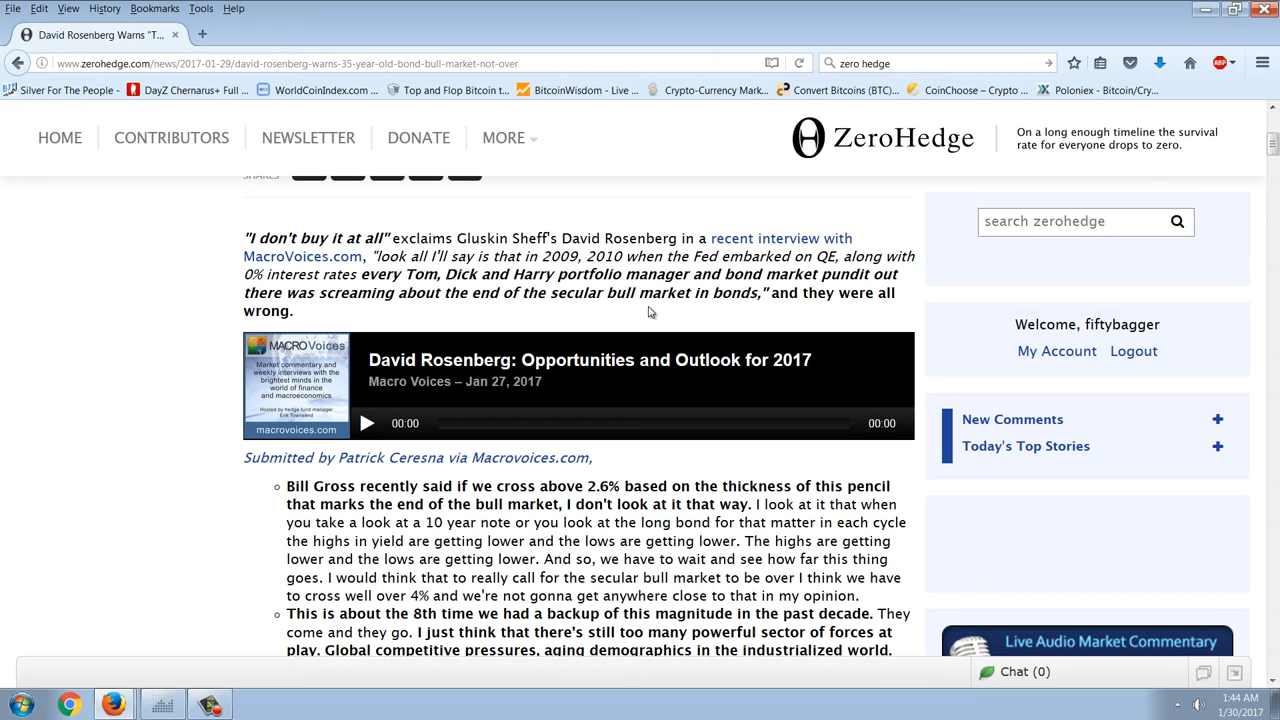 File Edit View History Bookmarks Tools Help
David Rosenberg Warns "T... × +
www.zerohedge.com/news/2017-01-29/david-rosenberg-warns-35-year-old-bond-bull-market-not-over
zero hedge
ABP
Silver For The People - DayZ Chernarus+ Full ... WorldCoinIndex.com ... Top and Flop Bitcoin t... BitcoinWisdom - Live ... Crypto-Currency Mark... Convert Bitcoins (BTC)... CoinChoose – Crypto ... Poloniex - Bitcoin/Cry...
HOME CONTRIBUTORS NEWSLETTER DONATE MORE
ZeroHedge
On a long enough timeline the survival
rate for everyone drops to zero.
SHARES
search zerohedge
"I don't buy it at all" exclaims Gluskin Sheff's David Rosenberg in a recent interview with
MacroVoices.com, "look all I'll say is that in 2009, 2010 when the Fed embarked on QE, along with
0% interest rates every Tom, Dick and Harry portfolio manager and bond market pundit out
there was screaming about the end of the secular bull market in bonds," and they were all
wrong.
MACROVoices
Market commentary and
weekly interviews with the
brightest minds in the
world of finance
and macroeconomics
Hosted by hedge fund manager
Erik Townsend
macrovoices.com
David Rosenberg: Opportunities and Outlook for 2017
Macro Voices – Jan 27, 2017
00:00 00:00
Submitted by Patrick Ceresna via Macrovoices.com,
Bill Gross recently said if we cross above 2.6% based on the thickness of this pencil
that marks the end of the bull market, I don't look at it that way. I look at it that when
you take a look at a 10 year note or you look at the long bond for that matter in each cycle
the highs in yield are getting lower and the lows are getting lower. The highs are getting
lower and the lows are getting lower. And so, we have to wait and see how far this thing
goes. I would think that to really call for the secular bull market to be over I think we have
to cross well over 4% and we're not gonna get anywhere close to that in my opinion.
This is about the 8th time we had a backup of this magnitude in the past decade. They
come and they go. I just think that there's still too many powerful sector of forces at
play. Global competitive pressures, aging demographics in the industrialized world.
Welcome, fiftybagger
My Account Logout
New Comments +
Today's Top Stories +
Live Audio Market Commentary
Chat (0)
1:44 AM
1/30/2017